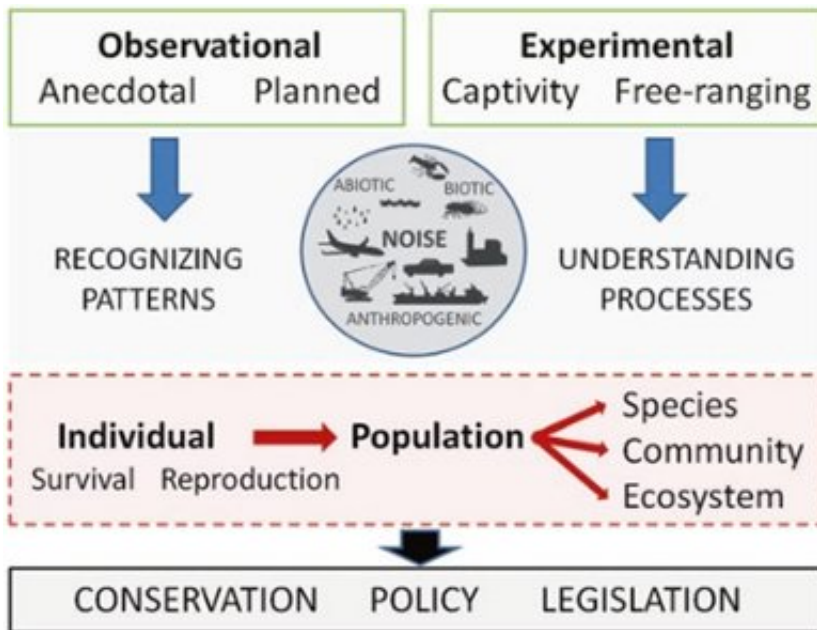 Observational
Anecdotal Planned
Experimental
Captivity Free-ranging
ABIOTIC BIOTIC
NOISE
ANTHROPOGENIC
RECOGNIZING
PATTERNS
UNDERSTANDING
PROCESSES
Individual
Survival Reproduction
Population
Species
Community
Ecosystem
CONSERVATION POLICY LEGISLATION